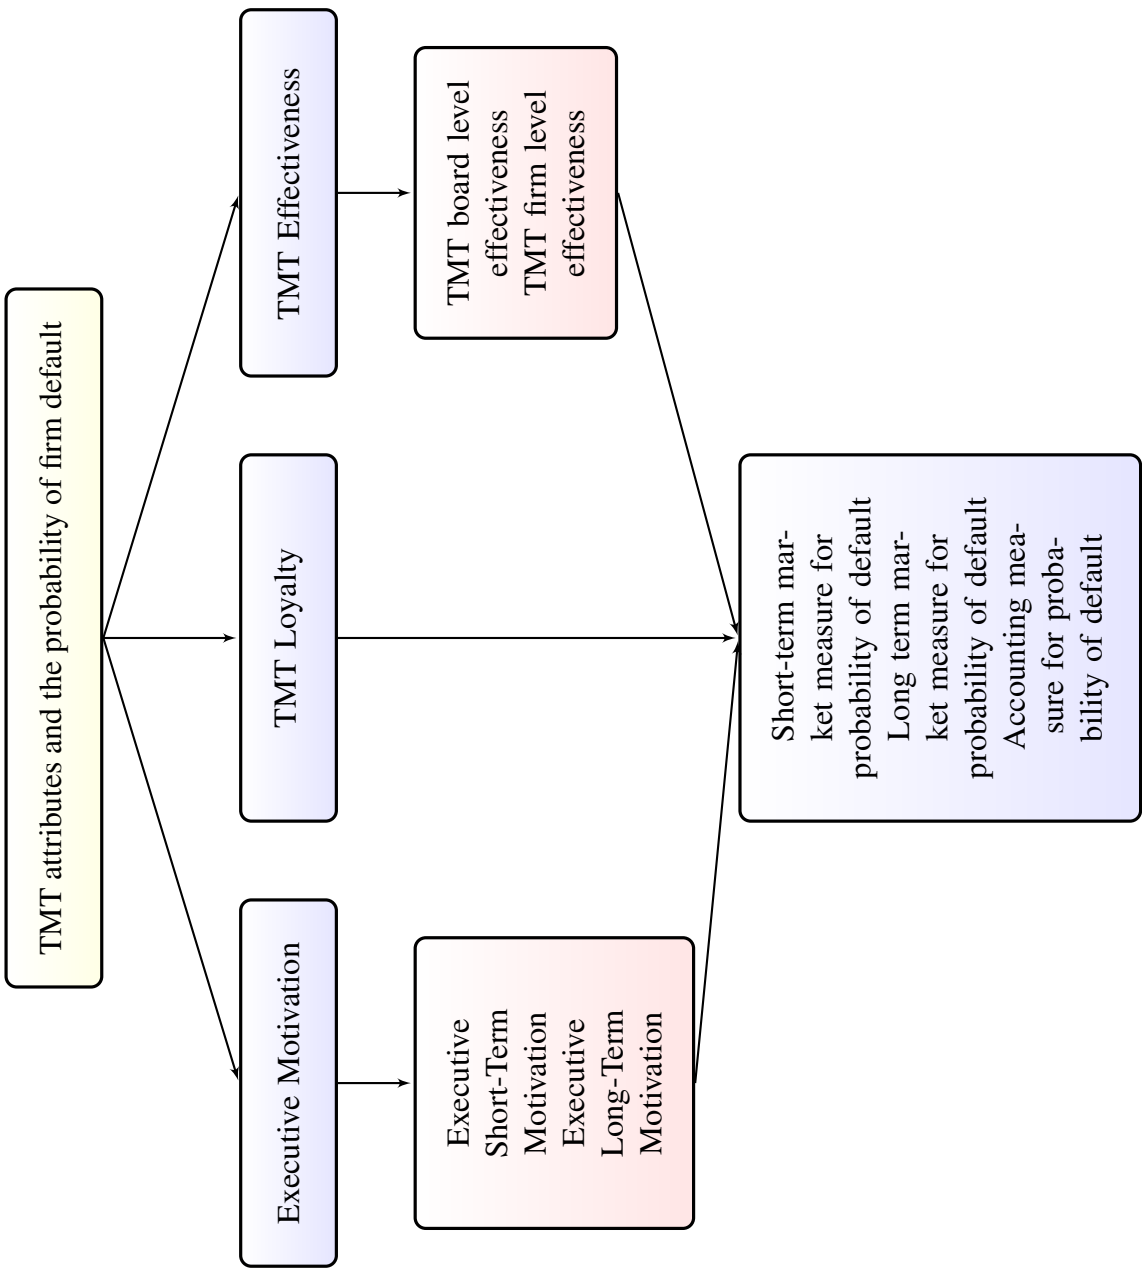 TMT attributes and the probability of firm default
Executive Motivation
TMT Loyalty
TMT Effectiveness
Executive
Short-Term
Motivation
Executive
Long-Term
Motivation
TMT board level
effectiveness
TMT firm level
effectiveness
Short-term mar-
ket measure for
probability of default
Long term mar-
ket measure for
probability of default
Accounting mea-
sure for proba-
bility of default